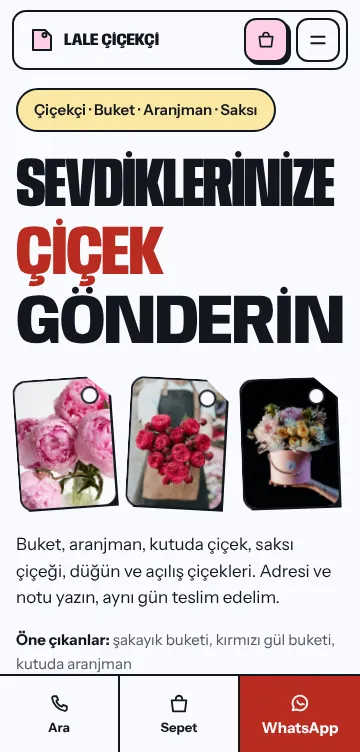 LALE ÇİÇEKÇİ
Çiçekçi · Buket · Aranjman · Saksı
SEVDİKLERİNİZE
ÇİÇEK
GÖNDERİN
Buket, aranjman, kutuda çiçek, saksı
çiçeği, düğün ve açılış çiçekleri. Adresi ve
notu yazın, aynı gün teslim edelim.
Öne çıkanlar: şakayık buketi, kırmızı gül buketi,
kutuda aranjman
Ara
Sepet
WhatsApp